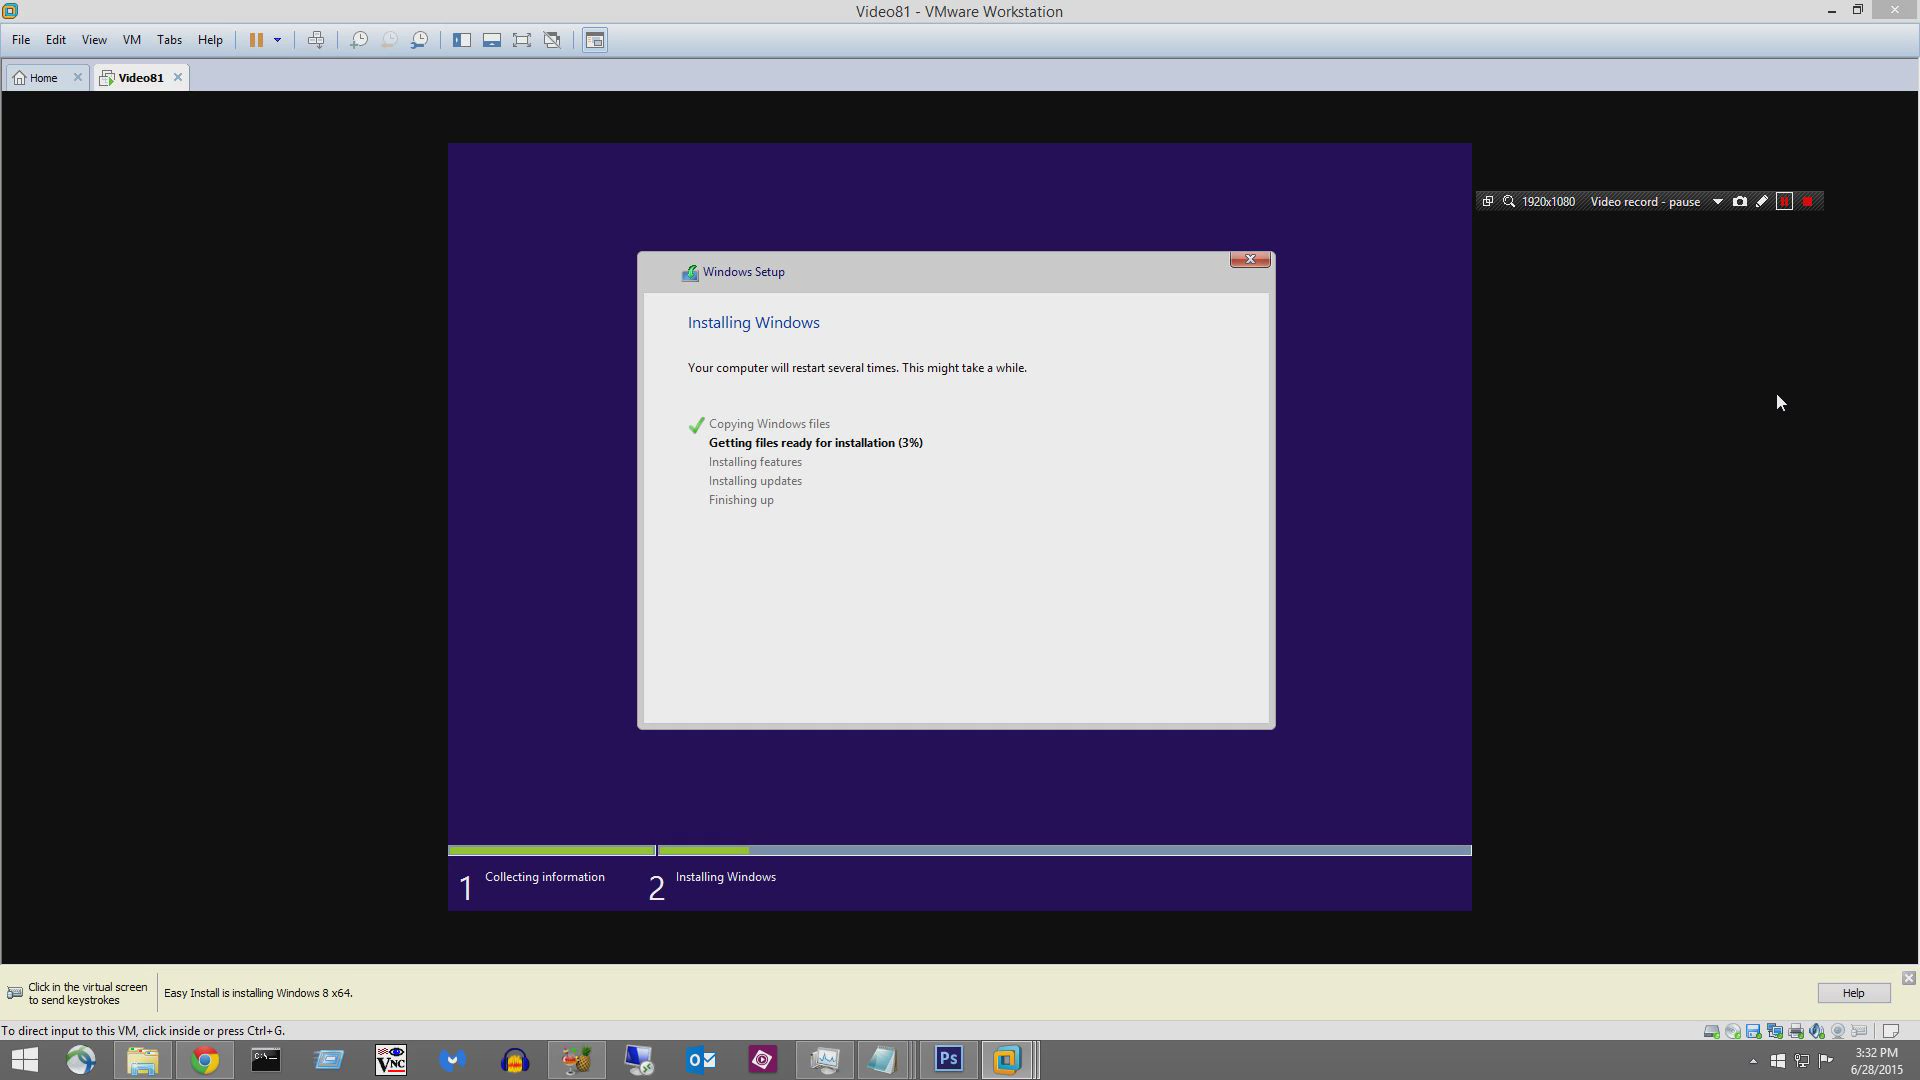 Video81 - VMware Workstation
File Edit View VM Tabs Help
Home Video81
1920x1080 Video record - pause
Windows Setup
Installing Windows
Your computer will restart several times. This might take a while.
Copying Windows files
Getting files ready for installation (3%)
Installing features
Installing updates
Finishing up
1 Collecting information 2 Installing Windows
Click in the virtual screen
to send keystrokes
Easy Install is installing Windows 8 x64.
Help
To direct input to this VM, click inside or press Ctrl+G.
C:\_
VNC
Ps
3:32 PM
6/28/2015